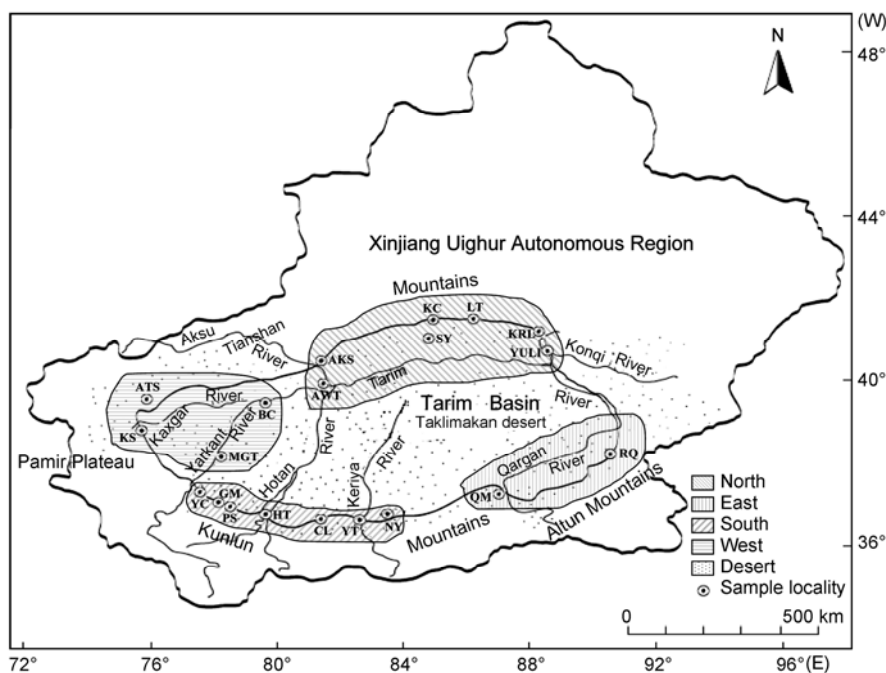 (W)
48°
N
44°
Xinjiang Uighur Autonomous Region
Mountains
KC
LT
Aksu
Tianshan
River
KRL
SY
YULI
Konqi River
AKS
40°
ATS
Tarim
AWT
River
BC
Kaxgar
River
Tarim Basin
River
Taklimakan desert
KS
Yarkant
River
MGT
River
River
Qargan
River
RQ
Pamir Plateau
Hotan
Keriya
QM
North
East
South
West
Desert
Sample locality
YC
GM
PS
HT
CL
YT
NY
Kunlun
Mountains
Altun Mountains
36°
0
500 km
72°
76°
80°
84°
88°
92°
96° (E)